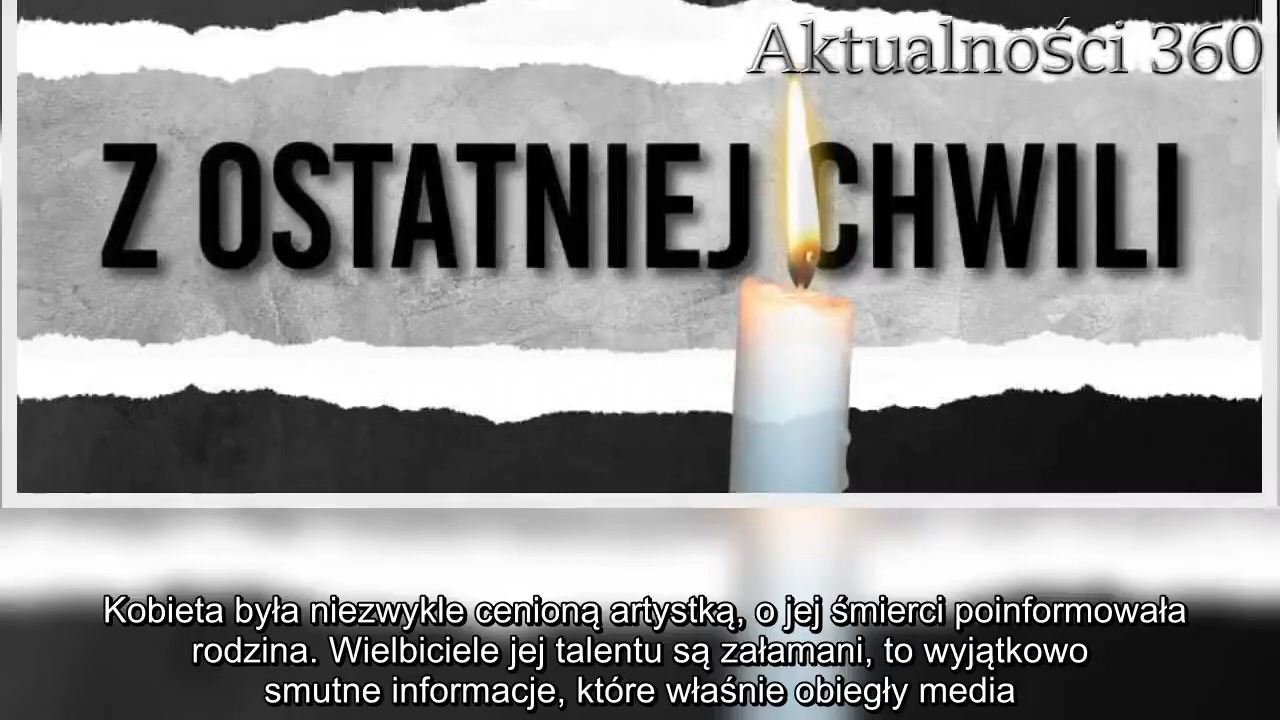 Aktualności 360
Z OSTATNIEJ CHWILI
Kobieta była niezwykle cenioną artystką, o jej śmierci poinformowała
rodzina. Wielbiciele jej talentu są załamani, to wyjątkowo
smutne informacje, które właśnie obiegły media